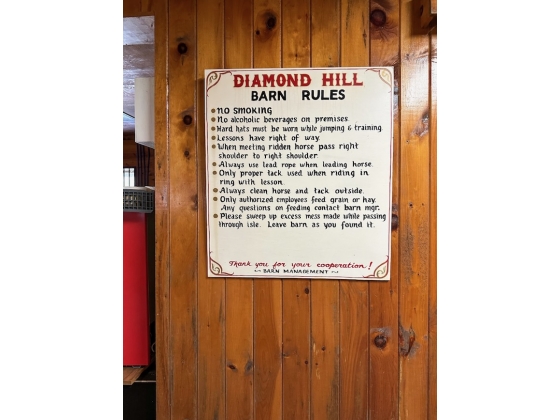 DIAMOND HILL
BARN RULES
NO SMOKING
No alcoholic beverages on premises.
Hard hats must be worn while jumping & training
Lessons have right of way.
When meeting ridden horse pass right
shoulder to right shoulder.
Always use lead rope when leading horse.
Only proper tack used when riding in
ring with lesson.
Always clean horse and tack outside.
Only authorized employees feed grain or hay.
Any questions on feeding contact barn mgr.
Please sweep up excess mess made while passing
through isle. Leave barn as you found it.
Thank you for your cooperation!
~ BARN MANAGEMENT ~